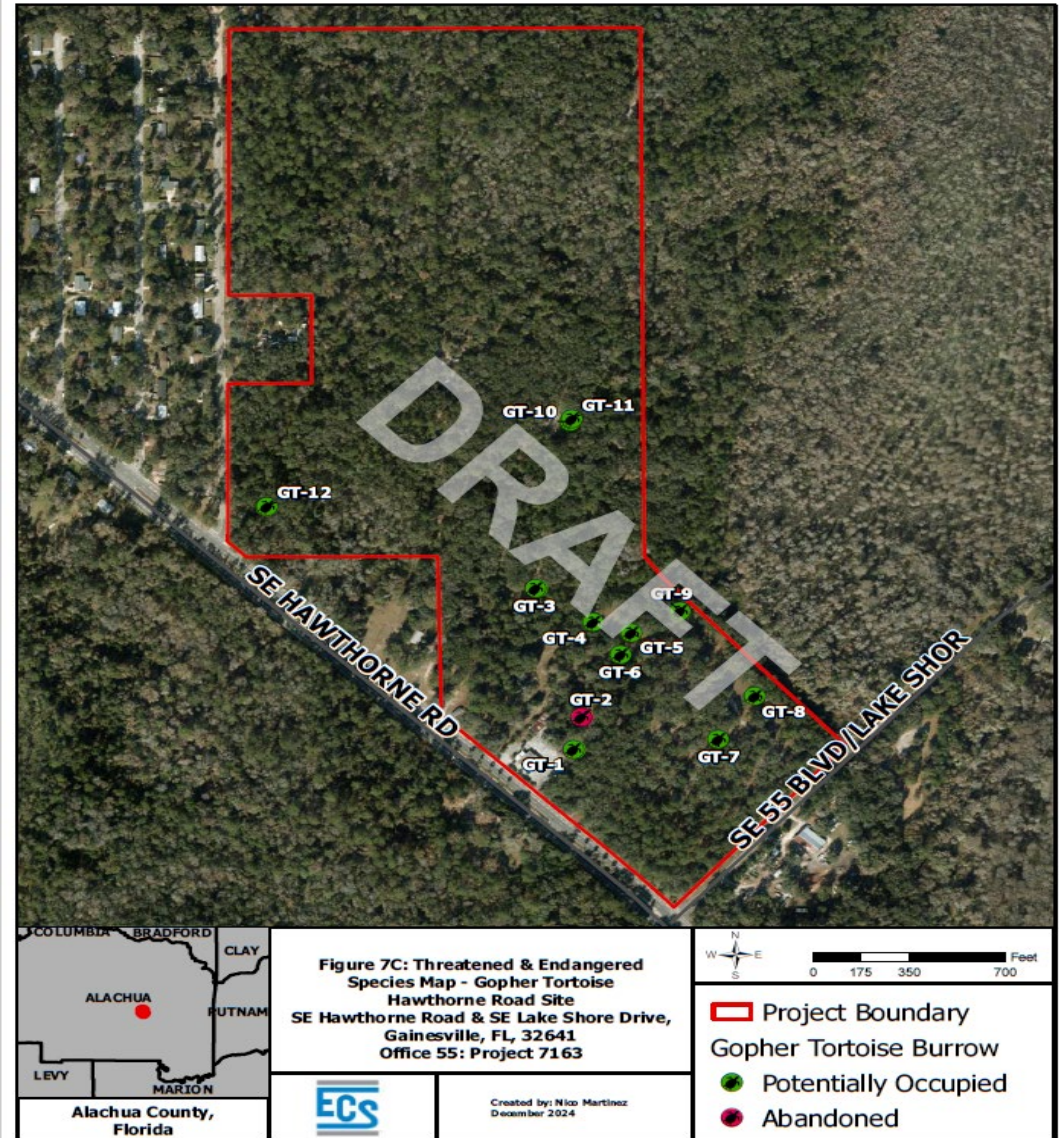 DRAFT
GT-10
GT-11
GT-12
GT-3
GT-9
GT-4
GT-5
GT-6
GT-2
GT-8
GT-1
GT-7
SE HAWTHORNE RD
SE 55 BLVD/LAKE SHOR
COLUMBIA
BRADFORD
CLAY
ALACHUA
PUTNAM
LEVY
MARION
Alachua County,
Florida
Figure 7C: Threatened & Endangered
Species Map - Gopher Tortoise
Hawthorne Road Site
SE Hawthorne Road & SE Lake Shore Drive,
Gainesville, FL, 32641
Office 55: Project 7163
ECS
Created by: Nico Martinez
December 2024
N
W E
S
Feet
0 175 350 700
Project Boundary
Gopher Tortoise Burrow
Potentially Occupied
Abandoned